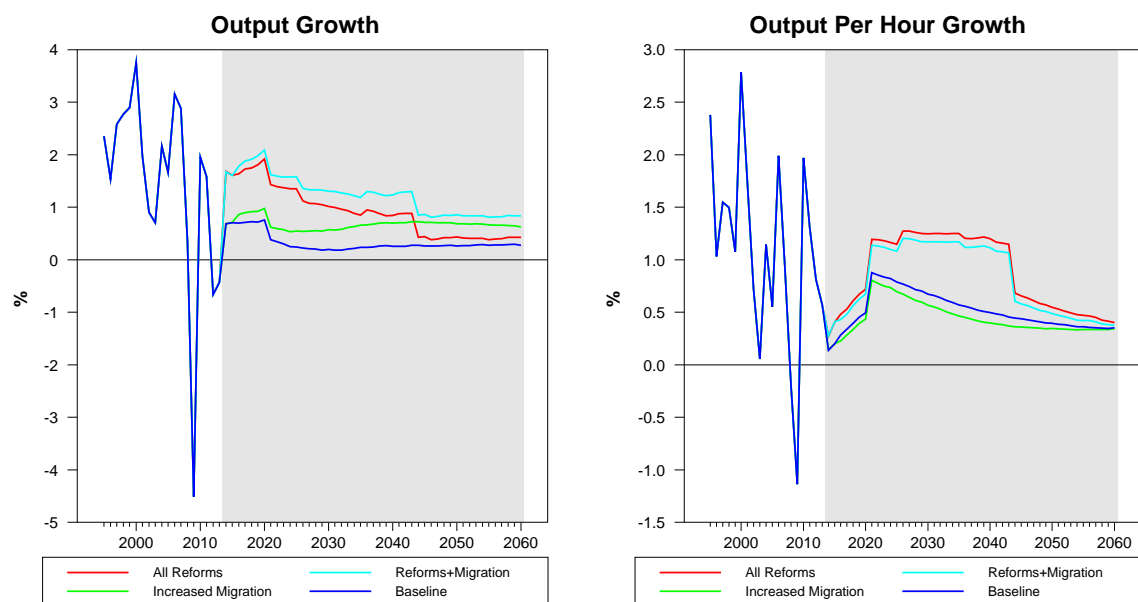 Output Growth
4
3
2
1
0
-1
-2
-3
-4
-5
%
2000 2010 2020 2030 2040 2050 2060
All Reforms Reforms+Migration
Increased Migration Baseline
Output Per Hour Growth
3.0
2.5
2.0
1.5
1.0
0.5
0.0
-0.5
-1.0
-1.5
%
2000 2010 2020 2030 2040 2050 2060
All Reforms Reforms+Migration
Increased Migration Baseline